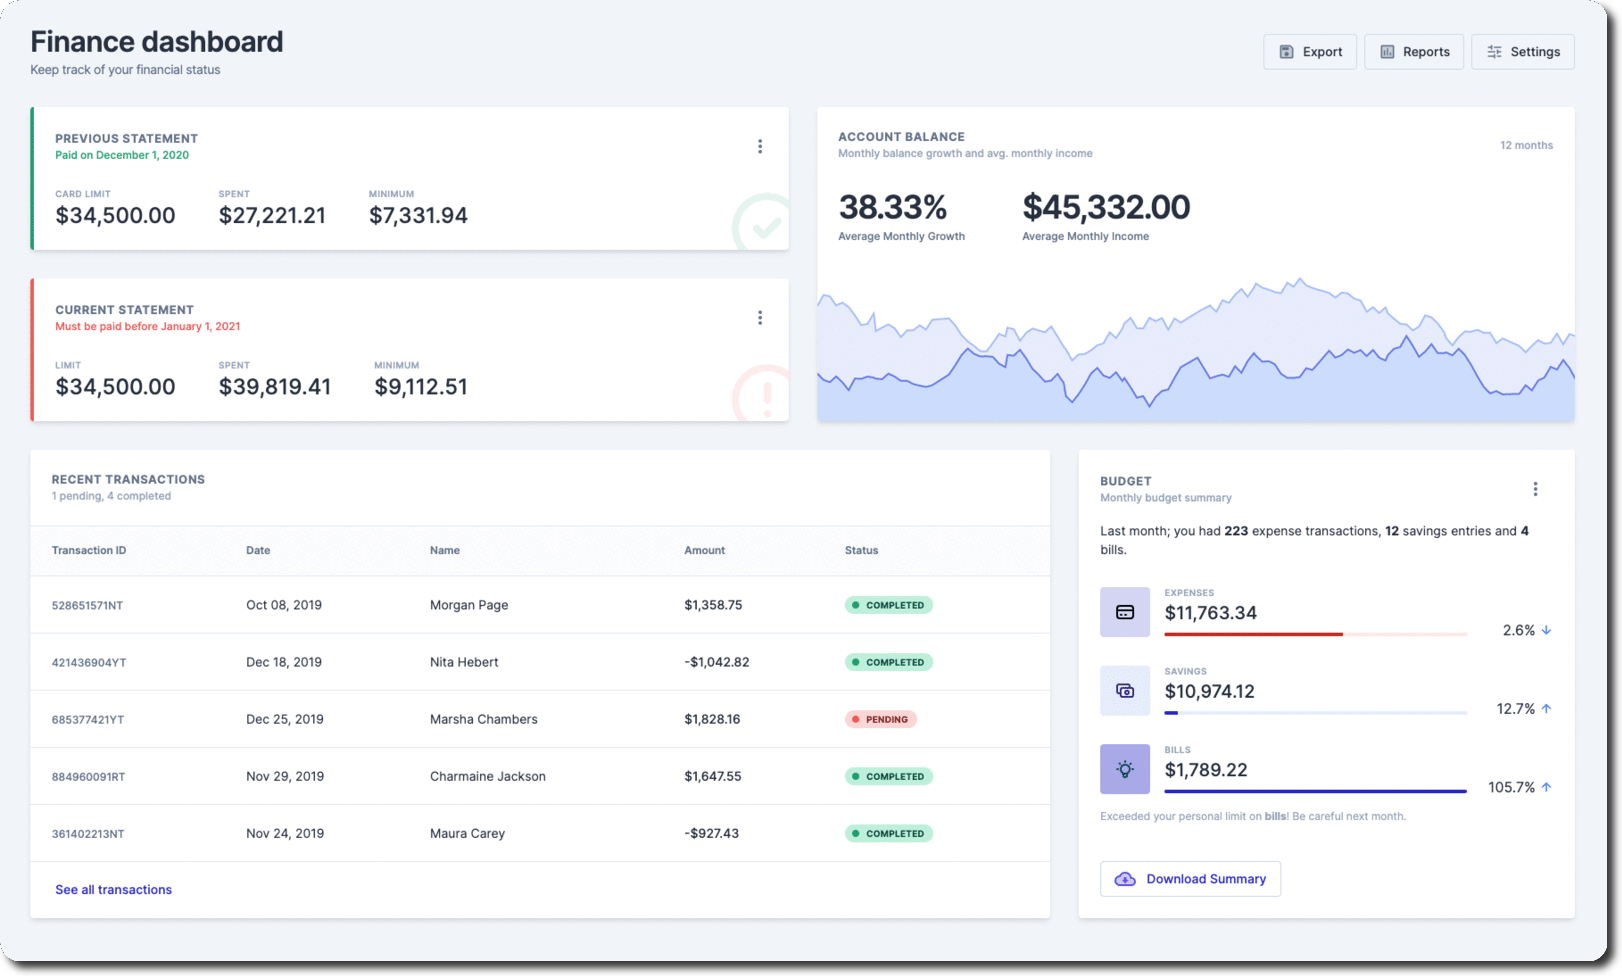 Finance dashboard
Keep track of your financial status
Export
Reports
Settings
PREVIOUS STATEMENT
Paid on December 1, 2020
CARD LIMIT
SPENT
MINIMUM
$34,500.00
$27,221.21
$7,331.94
CURRENT STATEMENT
Must be paid before January 1, 2021
LIMIT
SPENT
MINIMUM
$34,500.00
$39,819.41
$9,112.51
ACCOUNT BALANCE
Monthly balance growth and avg. monthly income
12 months
38.33%
$45,332.00
Average Monthly Growth
Average Monthly Income
RECENT TRANSACTIONS
1 pending, 4 completed
Transaction ID Date Name Amount Status
528651571NT Oct 08, 2019 Morgan Page $1,358.75 COMPLETED
421436904YT Dec 18, 2019 Nita Hebert -$1,042.82 COMPLETED
685377421YT Dec 25, 2019 Marsha Chambers $1,828.16 PENDING
884960091RT Nov 29, 2019 Charmaine Jackson $1,647.55 COMPLETED
361402213NT Nov 24, 2019 Maura Carey -$927.43 COMPLETED
See all transactions
BUDGET
Monthly budget summary
Last month; you had 223 expense transactions, 12 savings entries and 4
bills.
EXPENSES
$11,763.34
2.6%
SAVINGS
$10,974.12
12.7%
BILLS
$1,789.22
105.7%
Exceeded your personal limit on bills! Be careful next month.
Download Summary